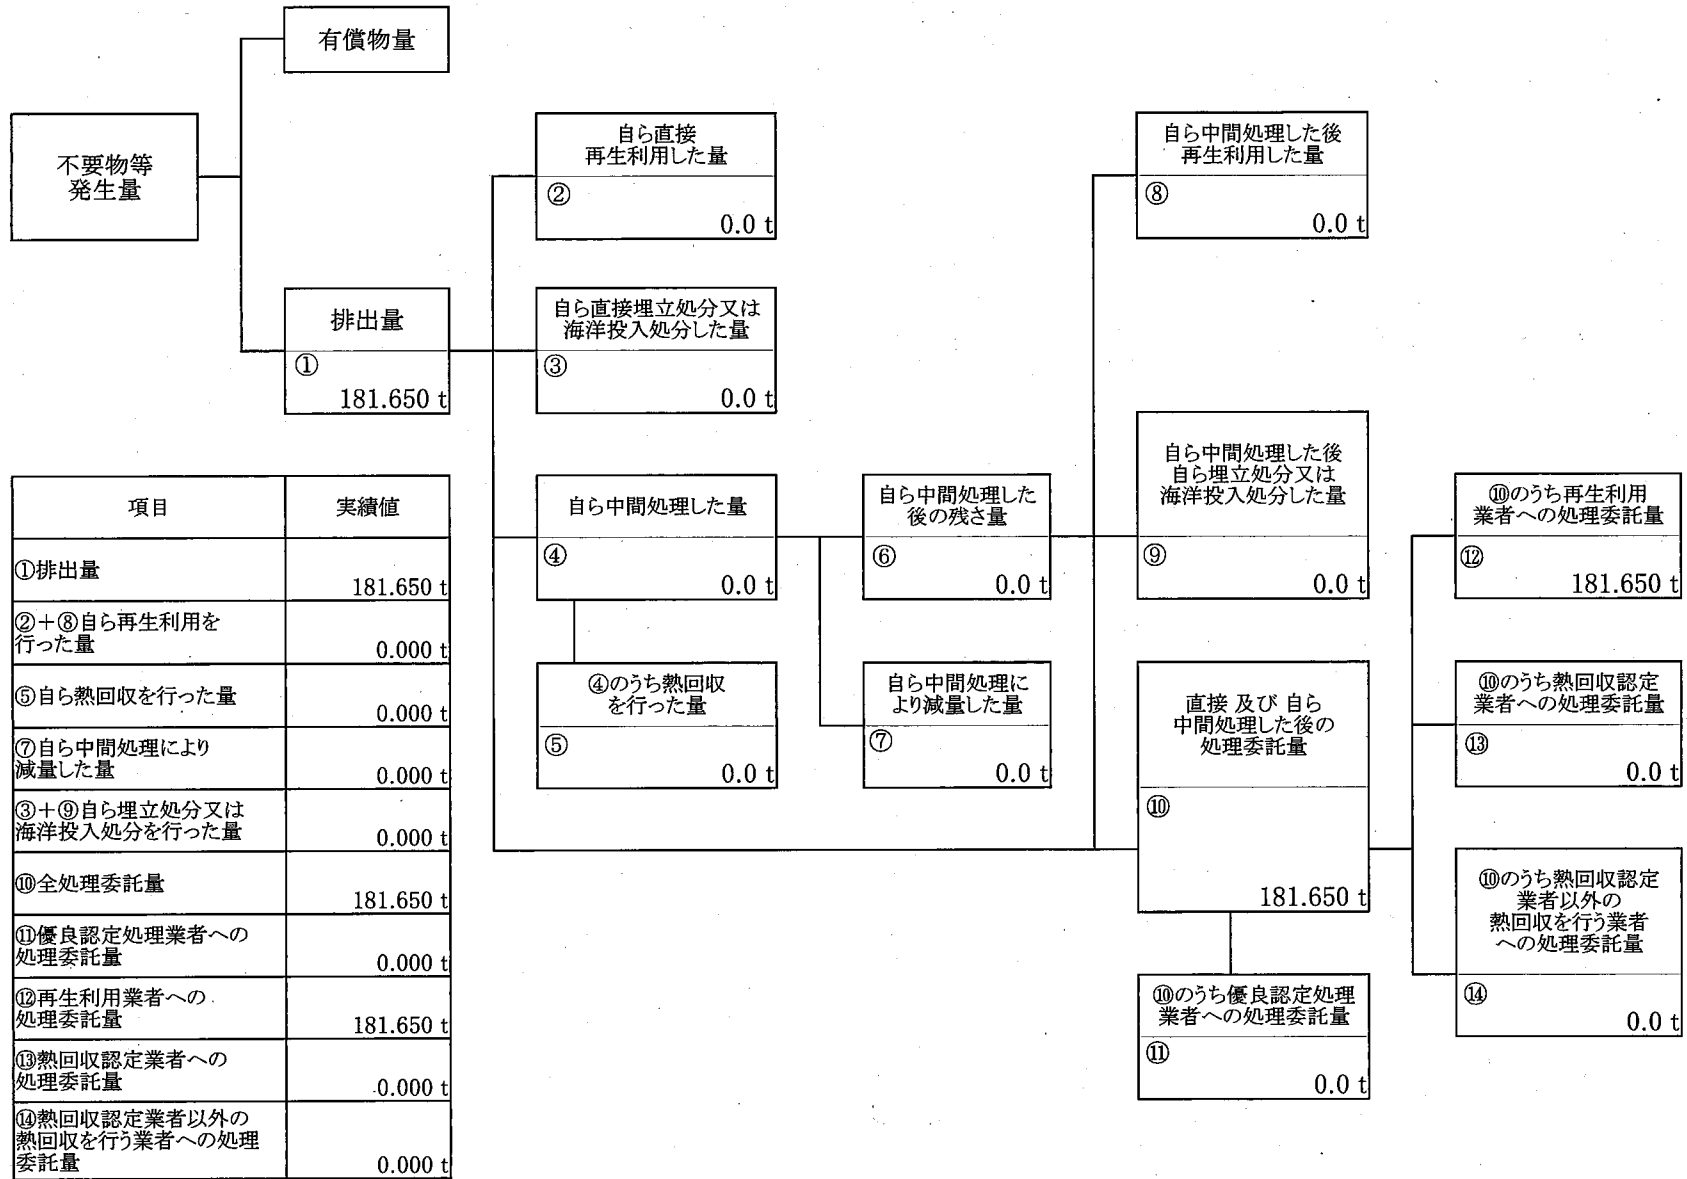 有償物量
不要物等
発生量
排出量
①
181.650 t
自ら直接
再生利用した量
②
0.0 t
自ら直接埋立処分又は
海洋投入処分した量
③
0.0 t
自ら中間処理した量
④
0.0 t
④のうち熱回収
を行った量
⑤
0.0 t
自ら中間処理した
後の残さ量
⑥
0.0 t
自ら中間処理に
より減量した量
⑦
0.0 t
自ら中間処理した後
再生利用した量
⑧
0.0 t
自ら中間処理した後
自ら埋立処分又は
海洋投入処分した量
⑨
0.0 t
直接 及び 自ら
中間処理した後の
処理委託量
⑩
181.650 t
⑩のうち優良認定処理
業者への処理委託量
⑪
0.0 t
⑩のうち再生利用
業者への処理委託量
⑫
181.650 t
⑩のうち熱回収認定
業者への処理委託量
⑬
0.0 t
⑩のうち熱回収認定
業者以外の
熱回収を行う業者
への処理委託量
⑭
0.0 t
項目 実績値
①排出量
181.650 t
②+⑧自ら再生利用を
行った量
0.000 t
⑤自ら熱回収を行った量
0.000 t
⑦自ら中間処理により
減量した量
0.000 t
③+⑨自ら埋立処分又は
海洋投入処分を行った量
0.000 t
⑩全処理委託量
181.650 t
⑪優良認定処理業者への
処理委託量
0.000 t
⑫再生利用業者への
処理委託量
181.650 t
⑬熱回収認定業者への
処理委託量
0.000 t
⑭熱回収認定業者以外の
熱回収を行う業者への処理
委託量
0.000 t